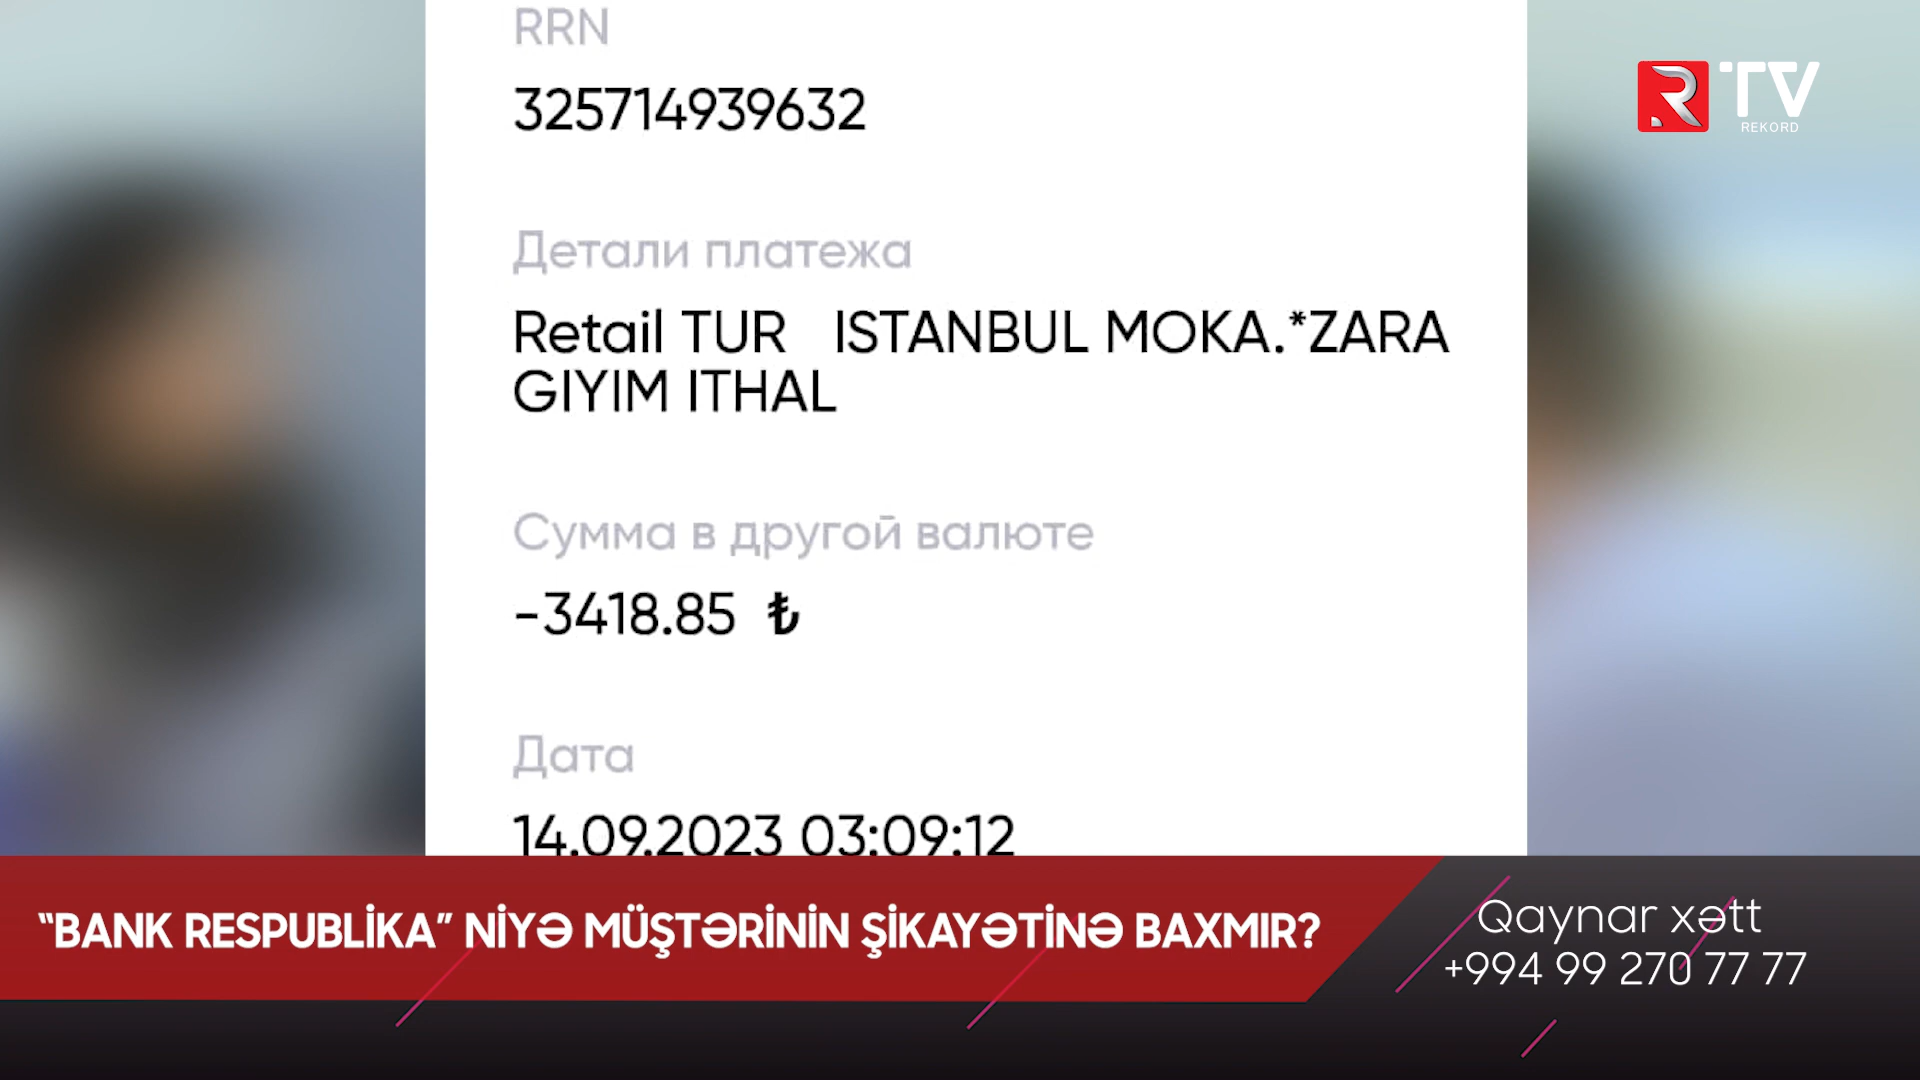 RRN
325714939632
Детали платежа
Retail TUR ISTANBUL MOKA.*ZARA
GIYIM ITHAL
Сумма в другой валюте
-3418.85 ₺
Дата
14.09.2023 03:09:12
TV
REKORD
“BANK RESPUBLİKA” NİYƏ MÜŞTƏRİNİN ŞİKAYƏTİNƏ BAXMIR?
Qaynar xətt
+994 99 270 77 77